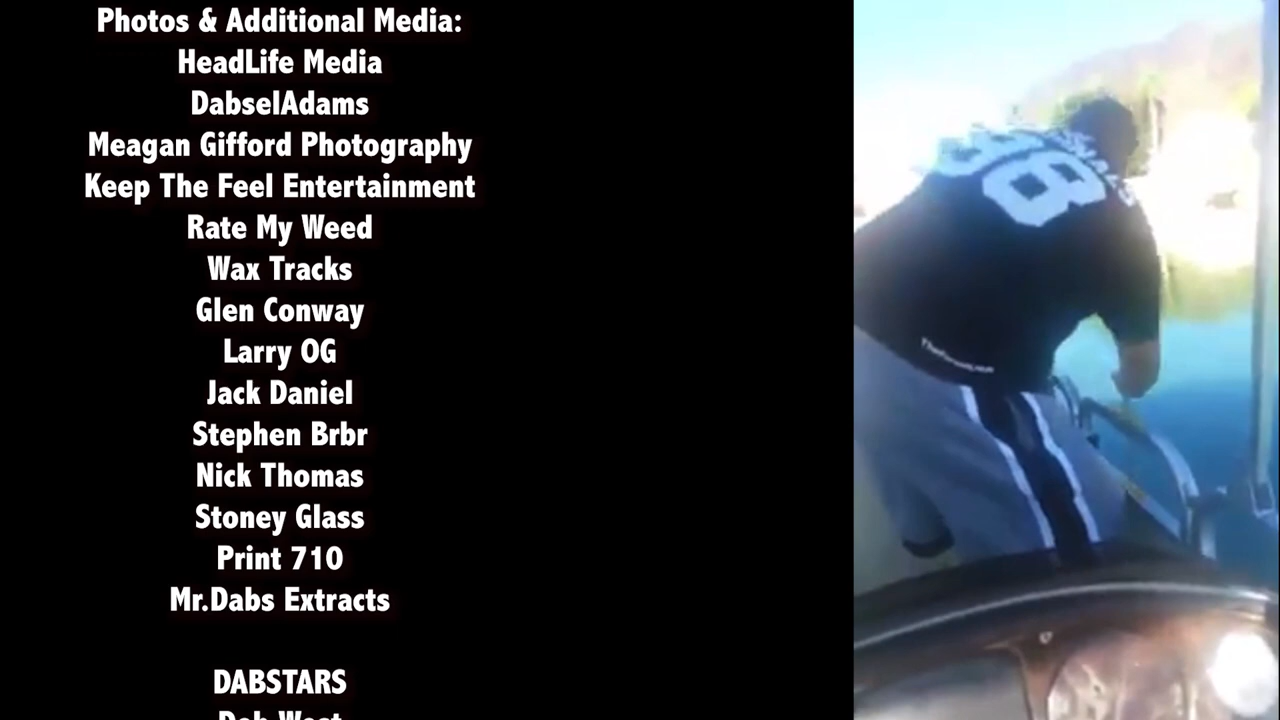 Photos & Additional Media:
HeadLife Media
DabselAdams
Meagan Gifford Photography
Keep The Feel Entertainment
Rate My Weed
Wax Tracks
Glen Conway
Larry OG
Jack Daniel
Stephen Brbr
Nick Thomas
Stoney Glass
Print 710
Mr.Dabs Extracts
DABSTARS
38